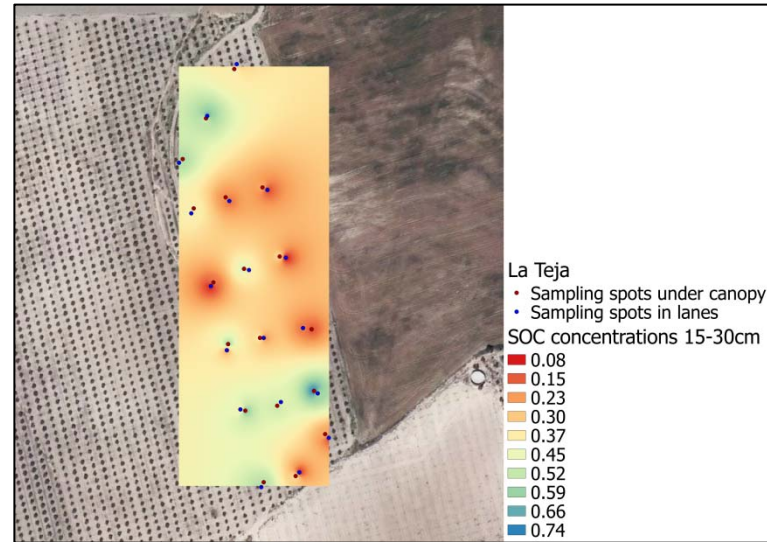 La Teja
Sampling spots under canopy
Sampling spots in lanes
SOC concentrations 15-30cm
0.08
0.15
0.23
0.30
0.37
0.45
0.52
0.59
0.66
0.74